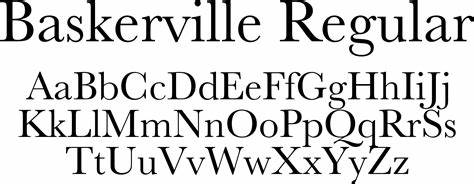 Baskerville Regular
AaBbCcDdEeFfGgHhIiJj
KkLlMmNnOoPpQqRrSs
TtUuVvWwXxYyZz